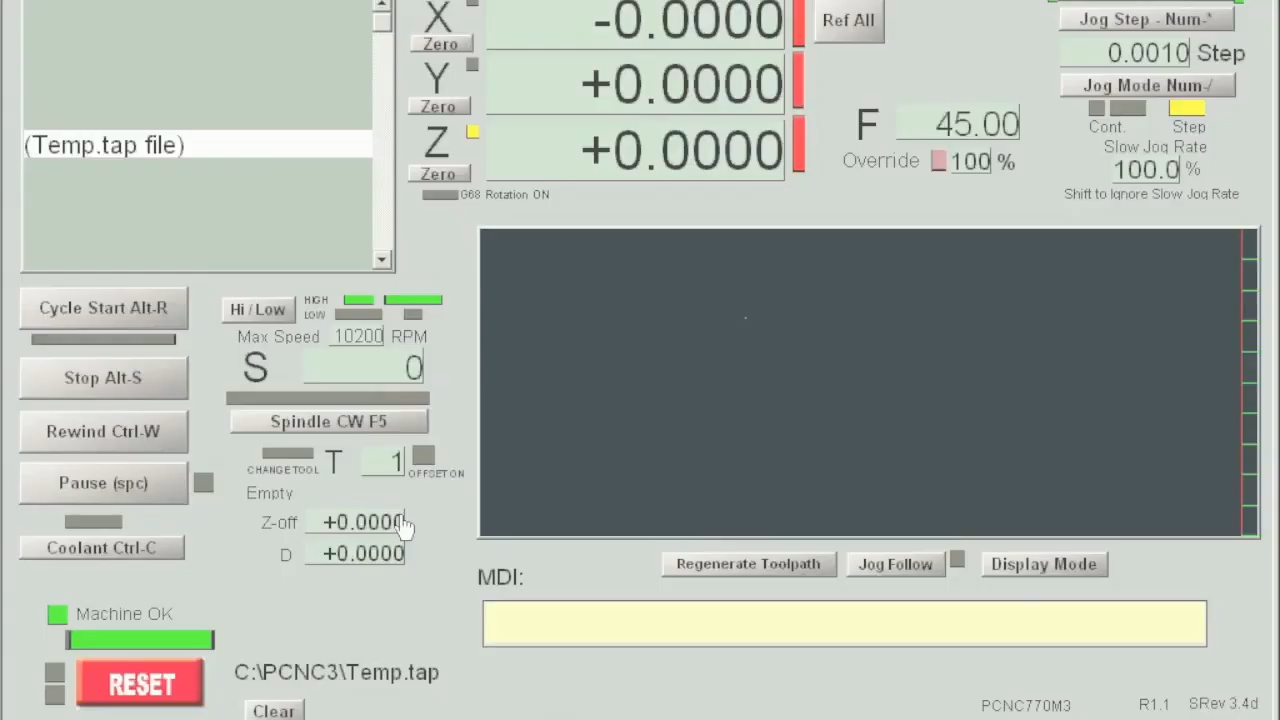 X
-0.0000
Ref All
Jog Step - Num-*
Zero
0.0010 Step
Y
+0.0000
Jog Mode Num-/
Zero
F 45.00
Cont. Step
(Temp.tap file)
Z
+0.0000
Override 100 %
Slow Jog Rate
100.0 %
Zero
G68 Rotation ON
Shift to Ignore Slow Jog Rate
Cycle Start Alt-R
Hi / Low
HIGH
LOW
Max Speed 10200 RPM
S 0
Stop Alt-S
Spindle CW F5
Rewind Ctrl-W
CHANGE TOOL T 1 OFFSET ON
Pause (spc)
Empty
Z-off +0.0000
Coolant Ctrl-C
D +0.0000
Regenerate Toolpath
Jog Follow
Display Mode
MDI:
Machine OK
RESET
C:\PCNC3\Temp.tap
Clear
PCNC770M3 R1.1 SRev 3.4d